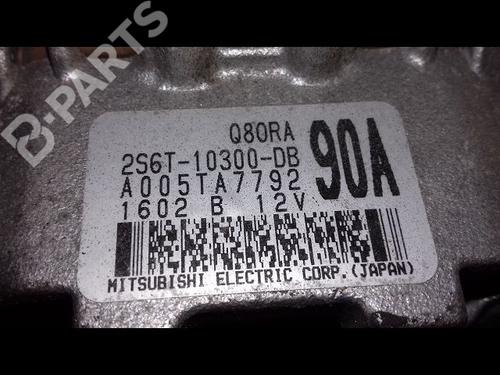 B-PARTS
Q80RA
2S6T-10300-DB 90A
A005TA7792
1602 B 12V
MITSUBISHI ELECTRIC CORP.(JAPAN)